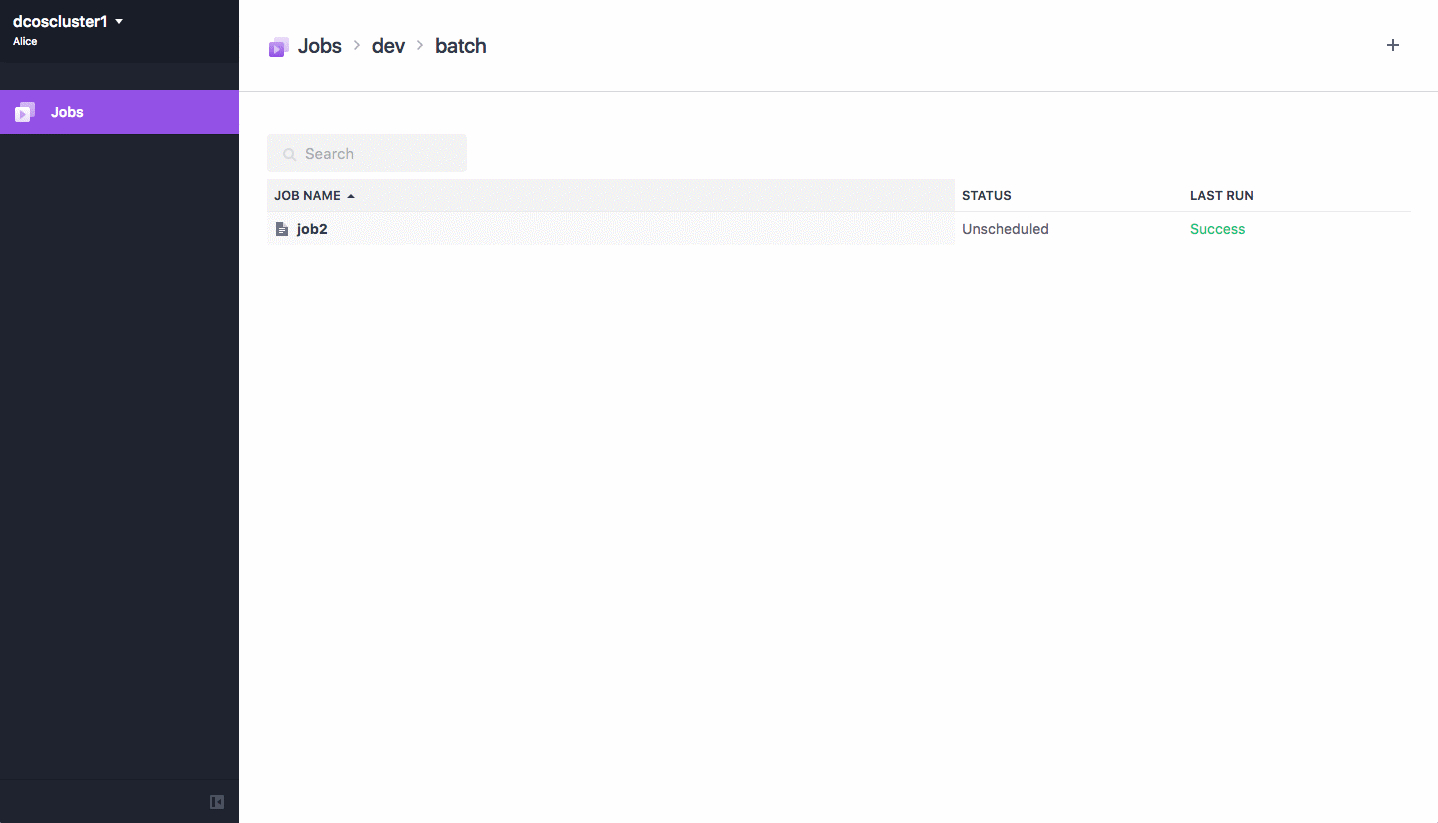 dcoscluster1
Alice
Jobs
Jobs > dev > batch
+
Search
JOB NAME STATUS LAST RUN
job2 Unscheduled Success